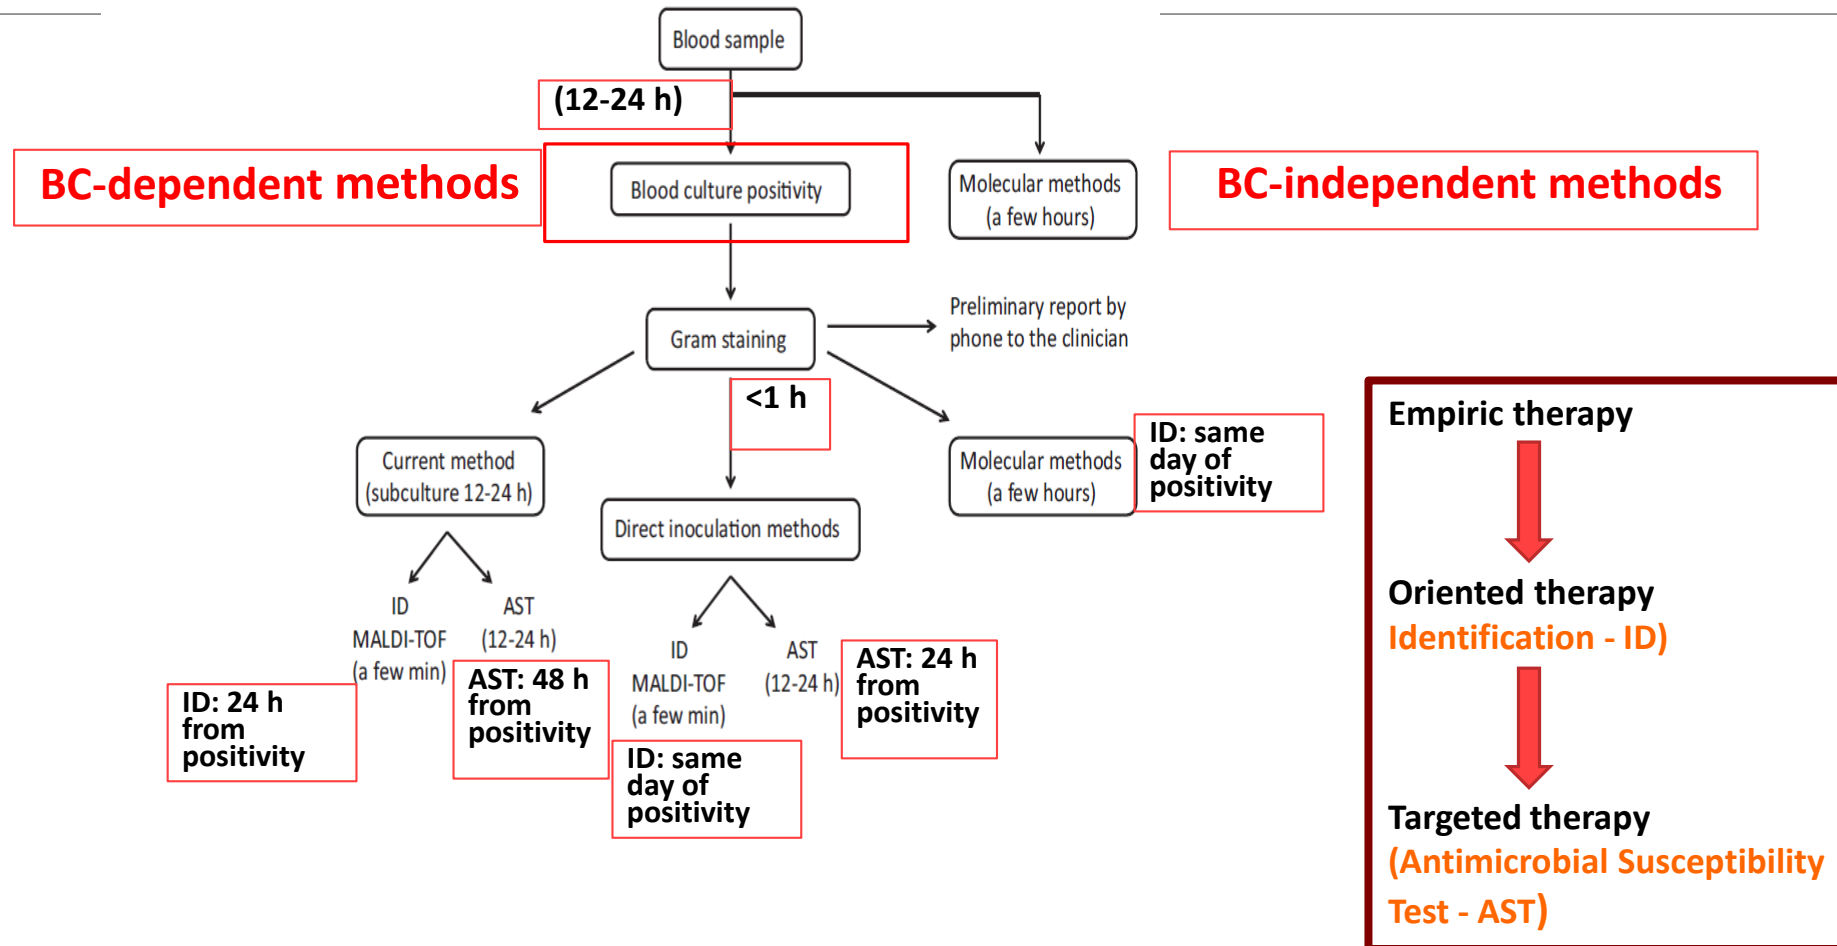 Blood sample
(12-24 h)
BC-dependent methods
Blood culture positivity
Molecular methods
(a few hours)
BC-independent methods
Gram staining
Preliminary report by
phone to the clinician
<1 h
Current method
(subculture 12-24 h)
Direct inoculation methods
Molecular methods
(a few hours)
ID: same
day of
positivity
ID
MALDI-TOF
(a few min)
AST
(12-24 h)
ID: 24 h
from
positivity
AST: 48 h
from
positivity
ID
MALDI-TOF
(a few min)
AST
(12-24 h)
ID: same
day of
positivity
AST: 24 h
from
positivity
Empiric therapy
Oriented therapy
Identification - ID)
Targeted therapy
(Antimicrobial Susceptibility
Test - AST)